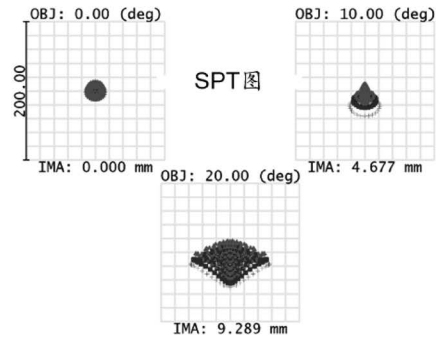 OBJ: 0.00 (deg)
OBJ: 10.00 (deg)
200.00
SPT图
IMA: 0.000 mm
IMA: 4.677 mm
OBJ: 20.00 (deg)
IMA: 9.289 mm